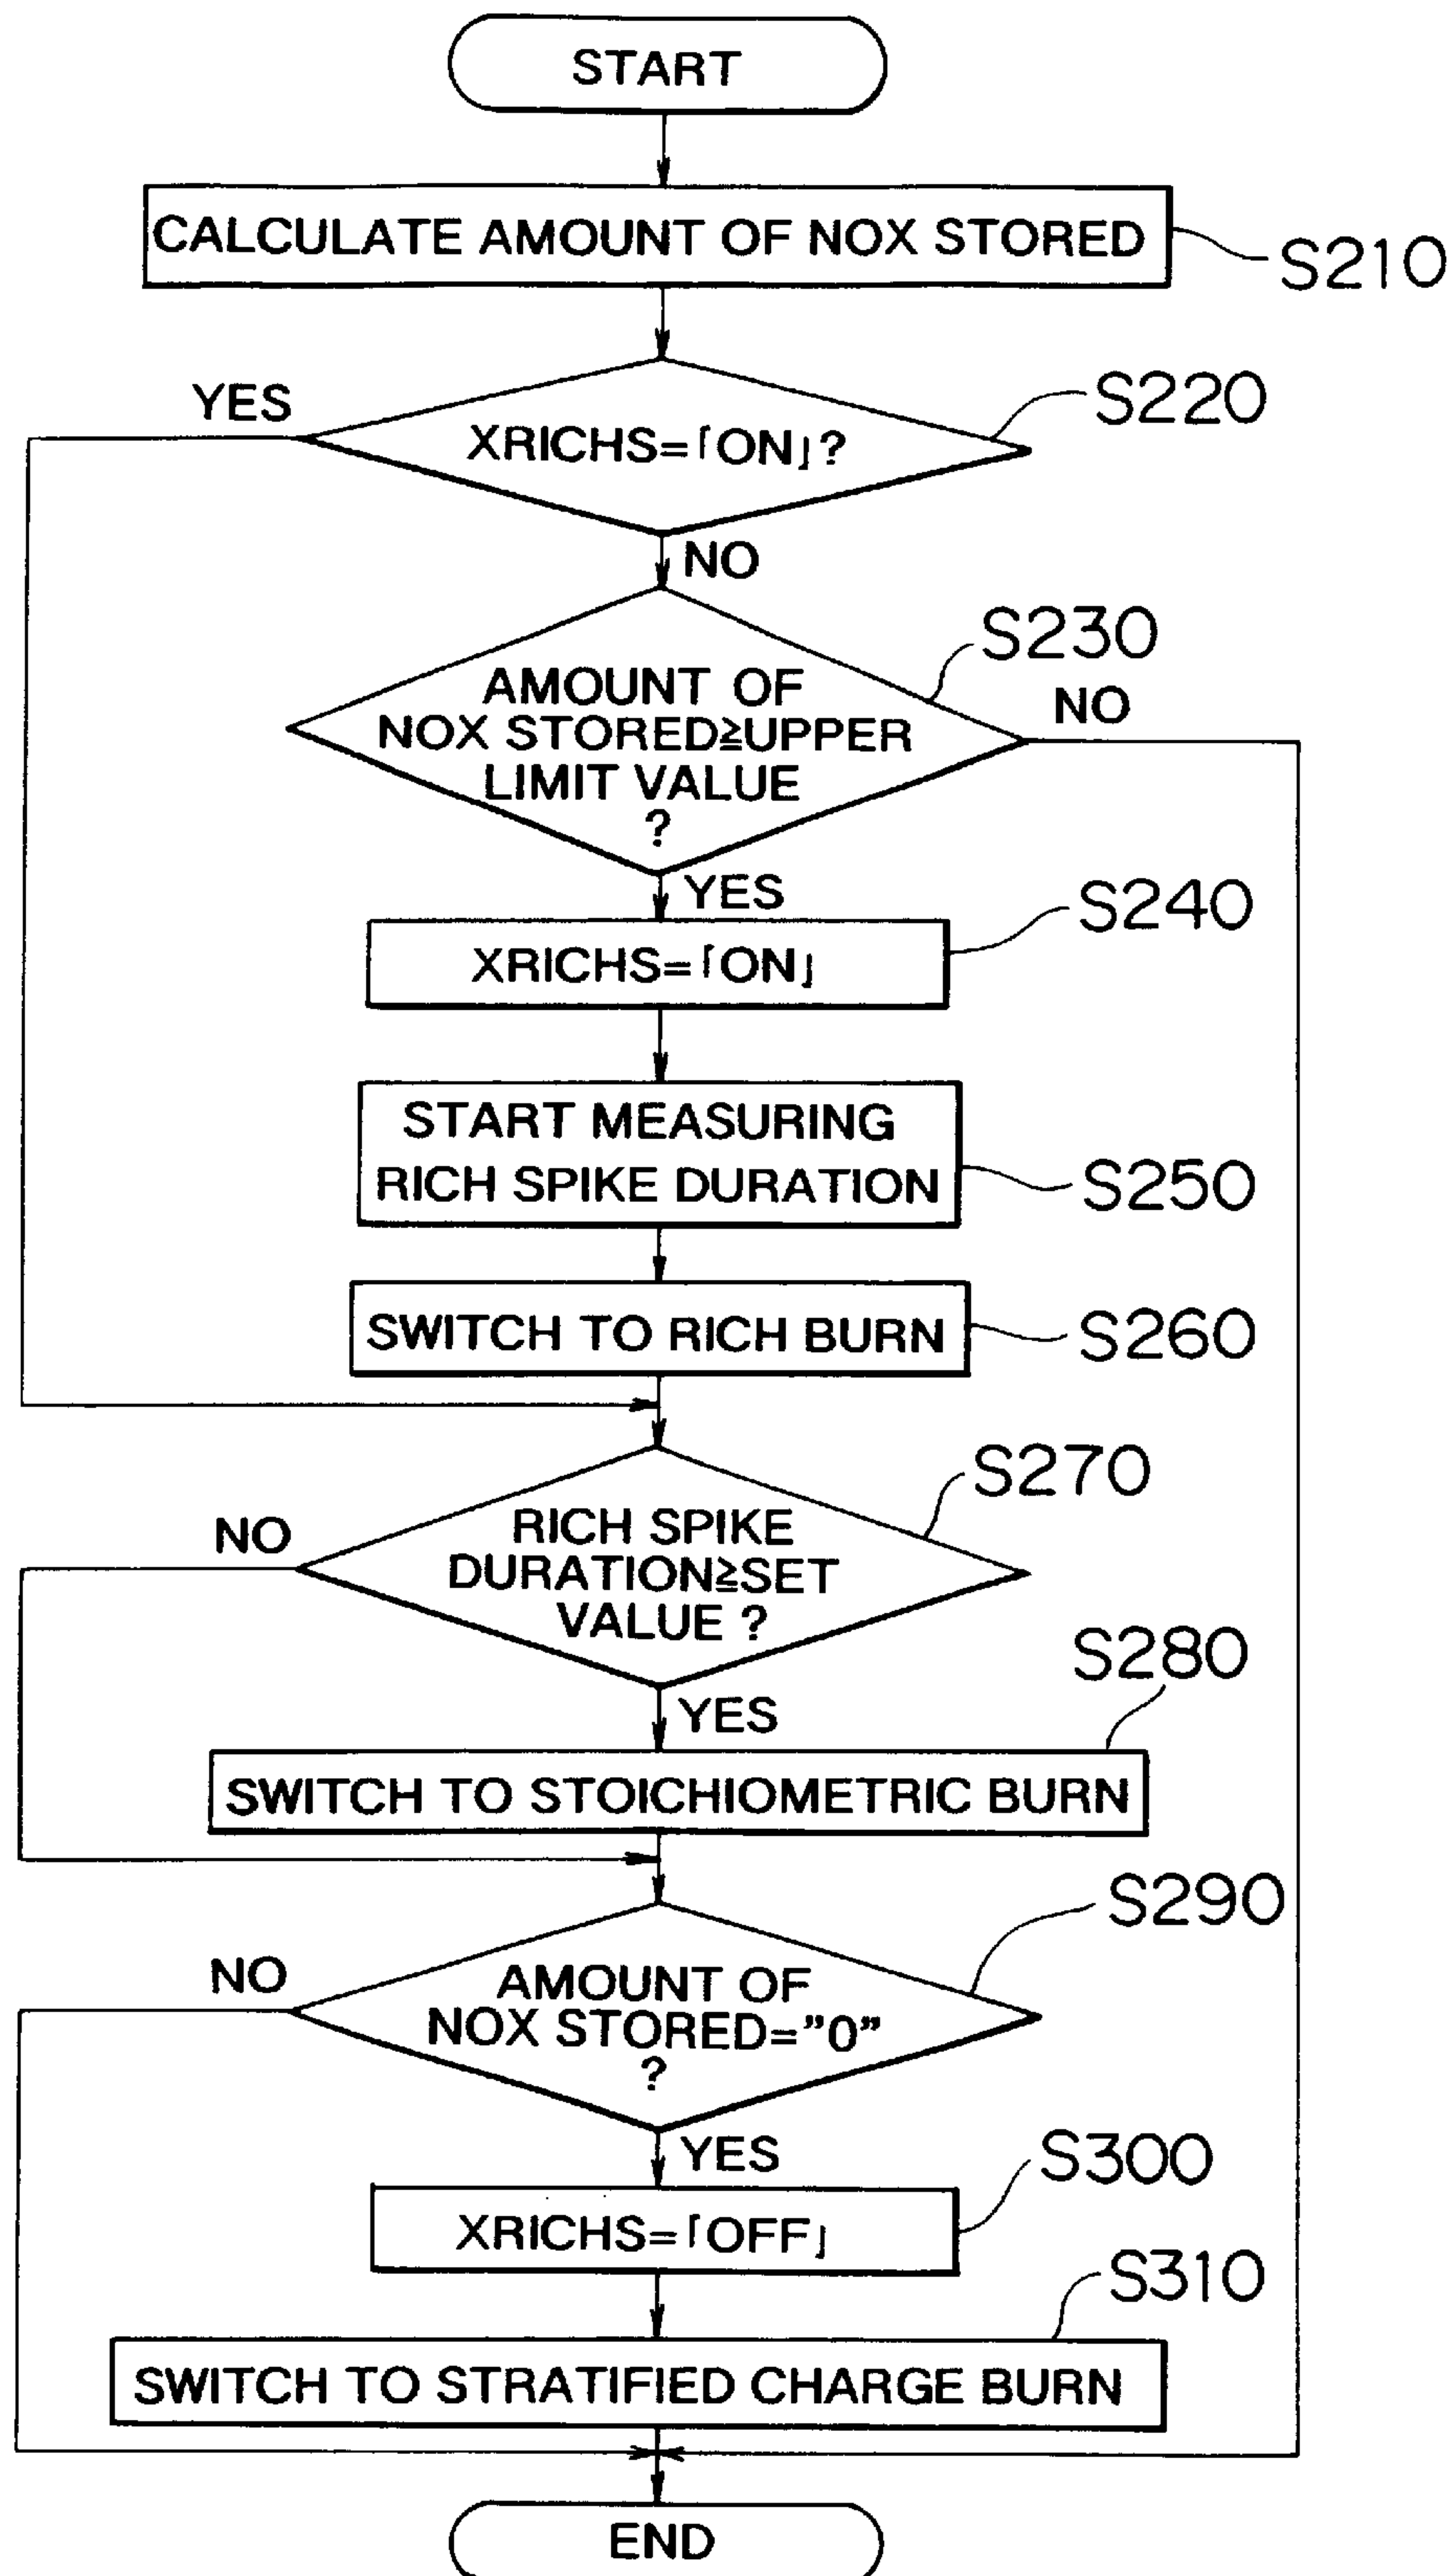 START
CALCULATE AMOUNT OF NOX STORED
S210
YES
S220
XRICHS=「ON」?
NO
S230
AMOUNT OF
NO
NOX STORED≧UPPER
LIMIT VALUE
?
YES
S240
XRICHS=「ON」
START MEASURING
RICH SPIKE DURATION
S250
SWITCH TO RICH BURN
S260
S270
NO
RICH SPIKE
DURATION≧SET
VALUE ?
S280
YES
SWITCH TO STOICHIOMETRIC BURN
S290
NO
AMOUNT OF
NOX STORED=”0”
?
YES
S300
XRICHS=「OFF」
S310
SWITCH TO STRATIFIED CHARGE BURN
END